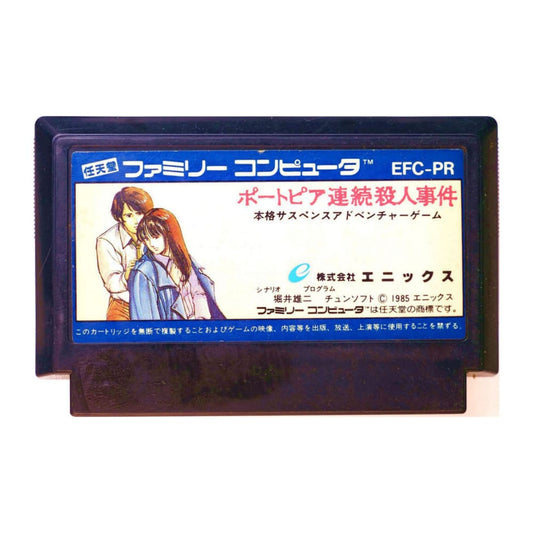 任天堂 ファミリー コンピュータ™ EFC-PR
ポートピア連続殺人事件
本格サスペンスアドベンチャーゲーム
e 株式会社 エニックス
シナリオ プログラム
堀井雄二 チュンソフト © 1985 エニックス
ファミリー コンピュータ™は任天堂の商標です。
このカートリッジを無断で複製することおよびゲームの映像、内容等を出版、放送、上演等に使用することを禁ずる。